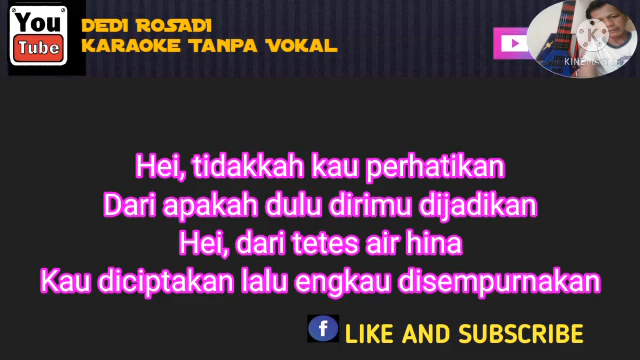 You
Tube
DEDI ROSADI
KARAOKE TANPA VOKAL
KINEMASTER
Hei, tidakkah kau perhatikan
Dari apakah dulu dirimu dijadikan
Hei, dari tetes air hina
Kau diciptakan lalu engkau disempurnakan
f LIKE AND SUBSCRIBE